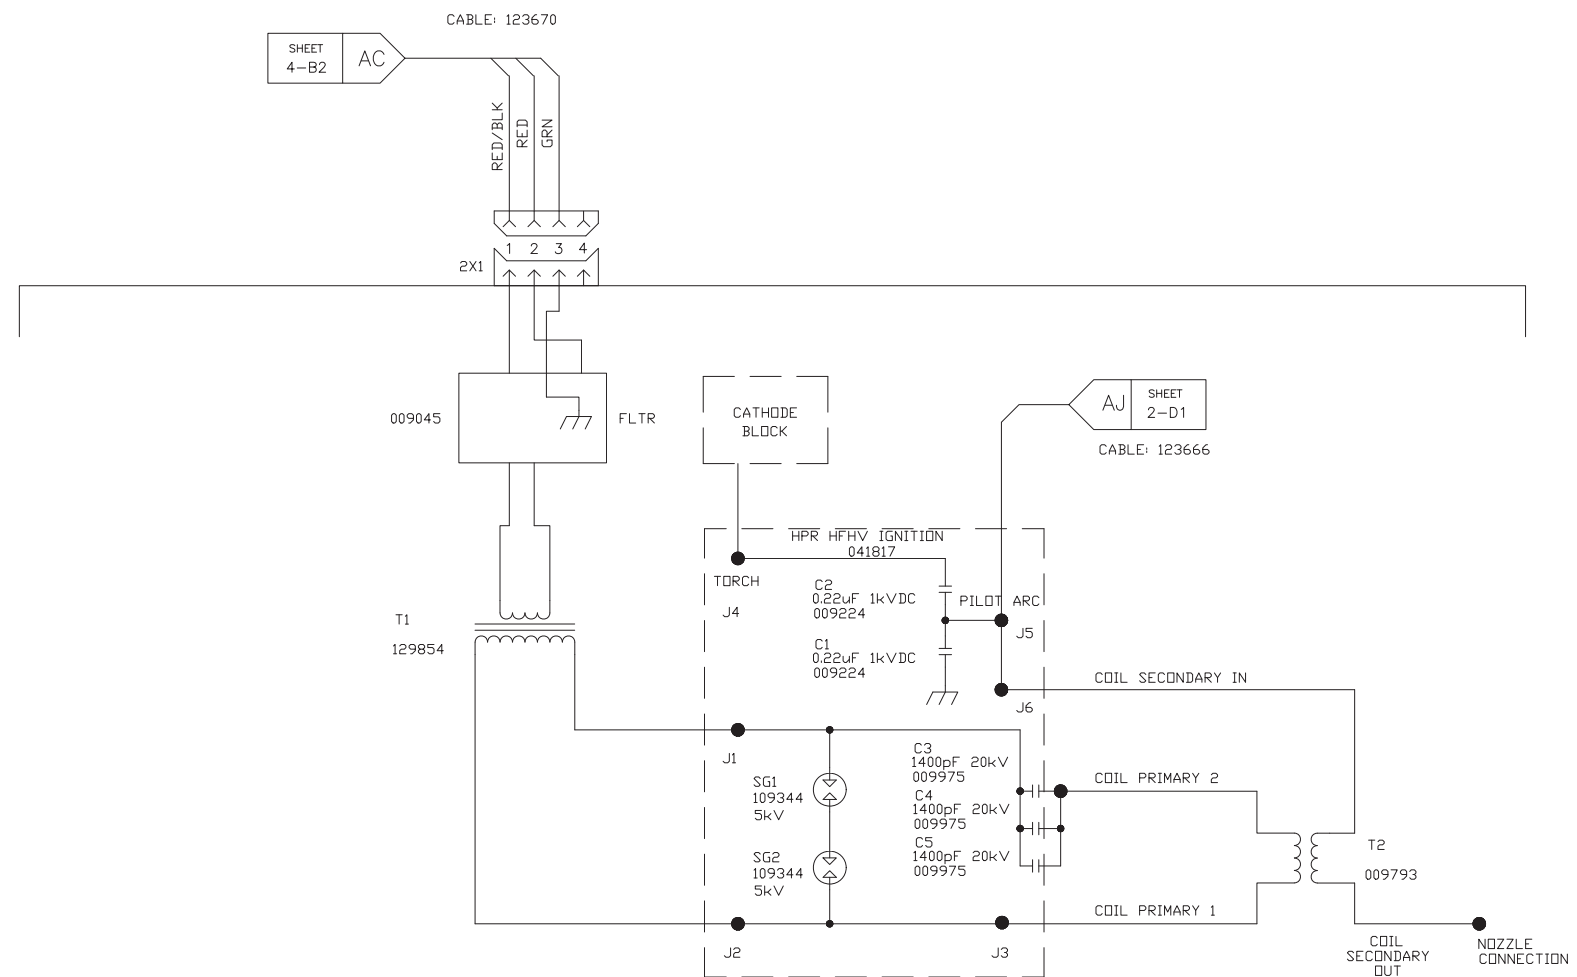 CABLE: 123670
SHEET
4-B2
AC
RED/BLK
RED
GRN
1 2 3 4
2X1
009045
FLTR
CATHODE
BLOCK
AJ
SHEET
2-D1
CABLE: 123666
HPR HFHV IGNITION
041817
TORCH
J4
C2
0.22uF 1kVDC
009224
PILOT ARC
J5
C1
0.22uF 1kVDC
009224
T1
129854
COIL SECONDARY IN
J6
J1
C3
1400pF 20kV
009975
COIL PRIMARY 2
SG1
109344
5kV
C4
1400pF 20kV
009975
C5
1400pF 20kV
009975
SG2
109344
5kV
T2
009793
COIL PRIMARY 1
J2
J3
COIL
SECONDARY
OUT
NOZZLE
CONNECTION